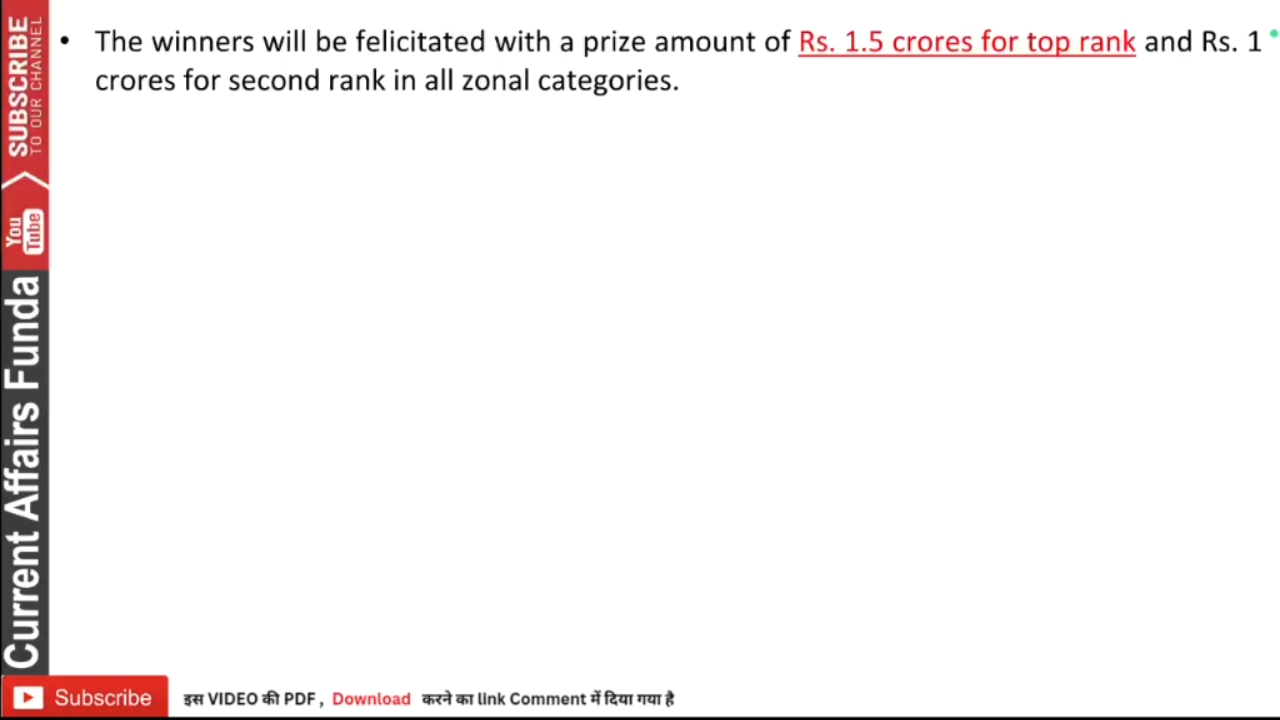 • The winners will be felicitated with a prize amount of Rs. 1.5 crores for top rank and Rs. 1
crores for second rank in all zonal categories.
SUBSCRIBE
TO OUR CHANNEL
You
Tube
Current Affairs Funda
Subscribe
इस VIDEO की PDF , Download करने का link Comment में दिया गया है